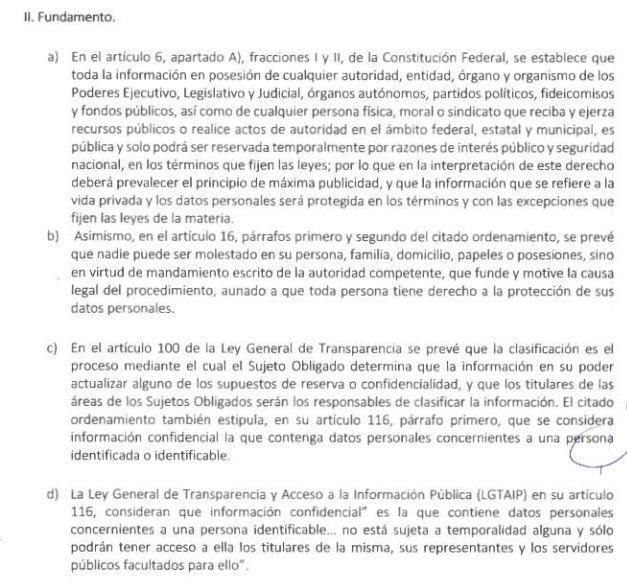 II. Fundamento.
a) En el artículo 6, apartado A), fracciones I y II, de la Constitución Federal, se establece que
toda la información en posesión de cualquier autoridad, entidad, órgano y organismo de los
Poderes Ejecutivo, Legislativo y Judicial, órganos autónomos, partidos políticos, fideicomisos
y fondos públicos, así como de cualquier persona física, moral o sindicato que reciba y ejerza
recursos públicos o realice actos de autoridad en el ámbito federal, estatal y municipal, es
pública y solo podrá ser reservada temporalmente por razones de interés público y seguridad
nacional, en los términos que fijen las leyes; por lo que en la interpretación de este derecho
deberá prevalecer el principio de máxima publicidad, y que la información que se refiere a la
vida privada y los datos personales será protegida en los términos y con las excepciones que
fijen las leyes de la materia.
b) Asimismo, en el artículo 16, párrafos primero y segundo del citado ordenamiento, se prevé
que nadie puede ser molestado en su persona, familia, domicilio, papeles o posesiones, sino
en virtud de mandamiento escrito de la autoridad competente, que funde y motive la causa
legal del procedimiento, aunado a que toda persona tiene derecho a la protección de sus
datos personales.
c) En el artículo 100 de la Ley General de Transparencia se prevé que la clasificación es el
proceso mediante el cual el Sujeto Obligado determina que la información en su poder
actualizar alguno de los supuestos de reserva o confidencialidad, y que los titulares de las
áreas de los Sujetos Obligados serán los responsables de clasificar la información. El citado
ordenamiento también estipula, en su artículo 116, párrafo primero, que se considera
información confidencial la que contenga datos personales concernientes a una persona
identificada o identificable.
d) La Ley General de Transparencia y Acceso a la Información Pública (LGTAIP) en su artículo
116, consideran que información confidencial" es la que contiene datos personales
concernientes a una persona identificable... no está sujeta a temporalidad alguna y sólo
podrán tener acceso a ella los titulares de la misma, sus representantes y los servidores
públicos facultados para ello".